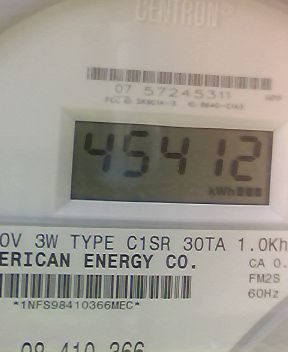 CENTRON
07 57245311
45412
kWh
0V 3W TYPE C1SR 30TA 1.0Kh
ERICAN ENERGY CO. CA 0.
FM2S
60Hz
*1NFS98410366MEC*
98 410 366